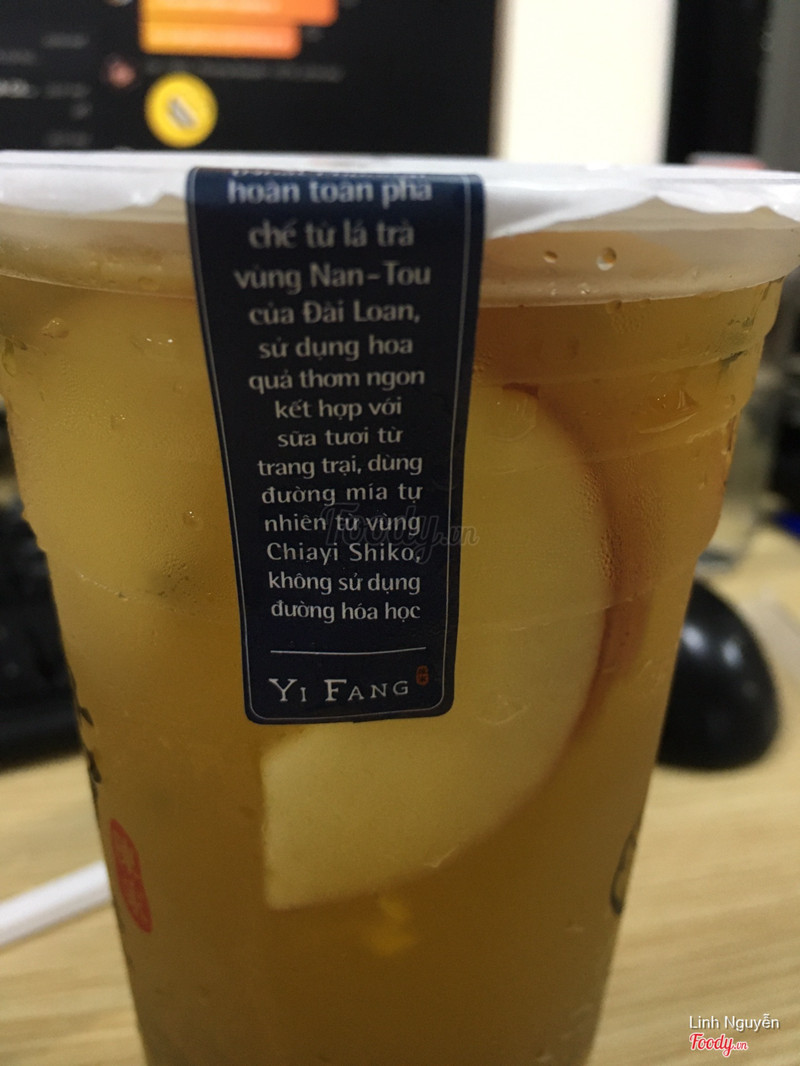 hoàn toàn pha
chế từ lá trà
vùng Nan-Tou
của Đài Loan,
sử dụng hoa
quả thơm ngon
kết hợp với
sữa tươi từ
trang trại, dùng
đường mía tự
nhiên từ vùng
Chiayi Shiko,
không sử dụng
đường hóa học
YI FANG
Foody.vn
Linh Nguyễn
Foody.vn